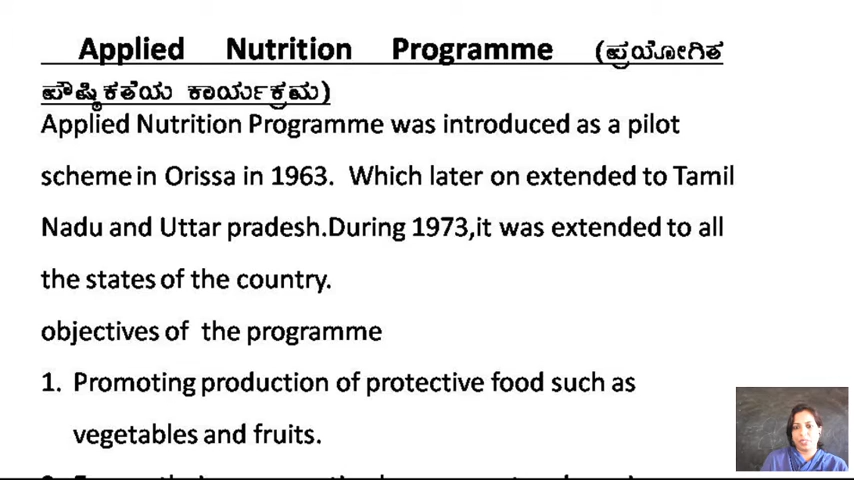 Applied Nutrition Programme (ಪ್ರಯೋಗಿತ
ಪೌಷ್ಠಿಕತೆಯ ಕಾರ್ಯಕ್ರಮ)
Applied Nutrition Programme was introduced as a pilot
scheme in Orissa in 1963. Which later on extended to Tamil
Nadu and Uttar pradesh.During 1973,it was extended to all
the states of the country.
objectives of the programme
1. Promoting production of protective food such as
vegetables and fruits.